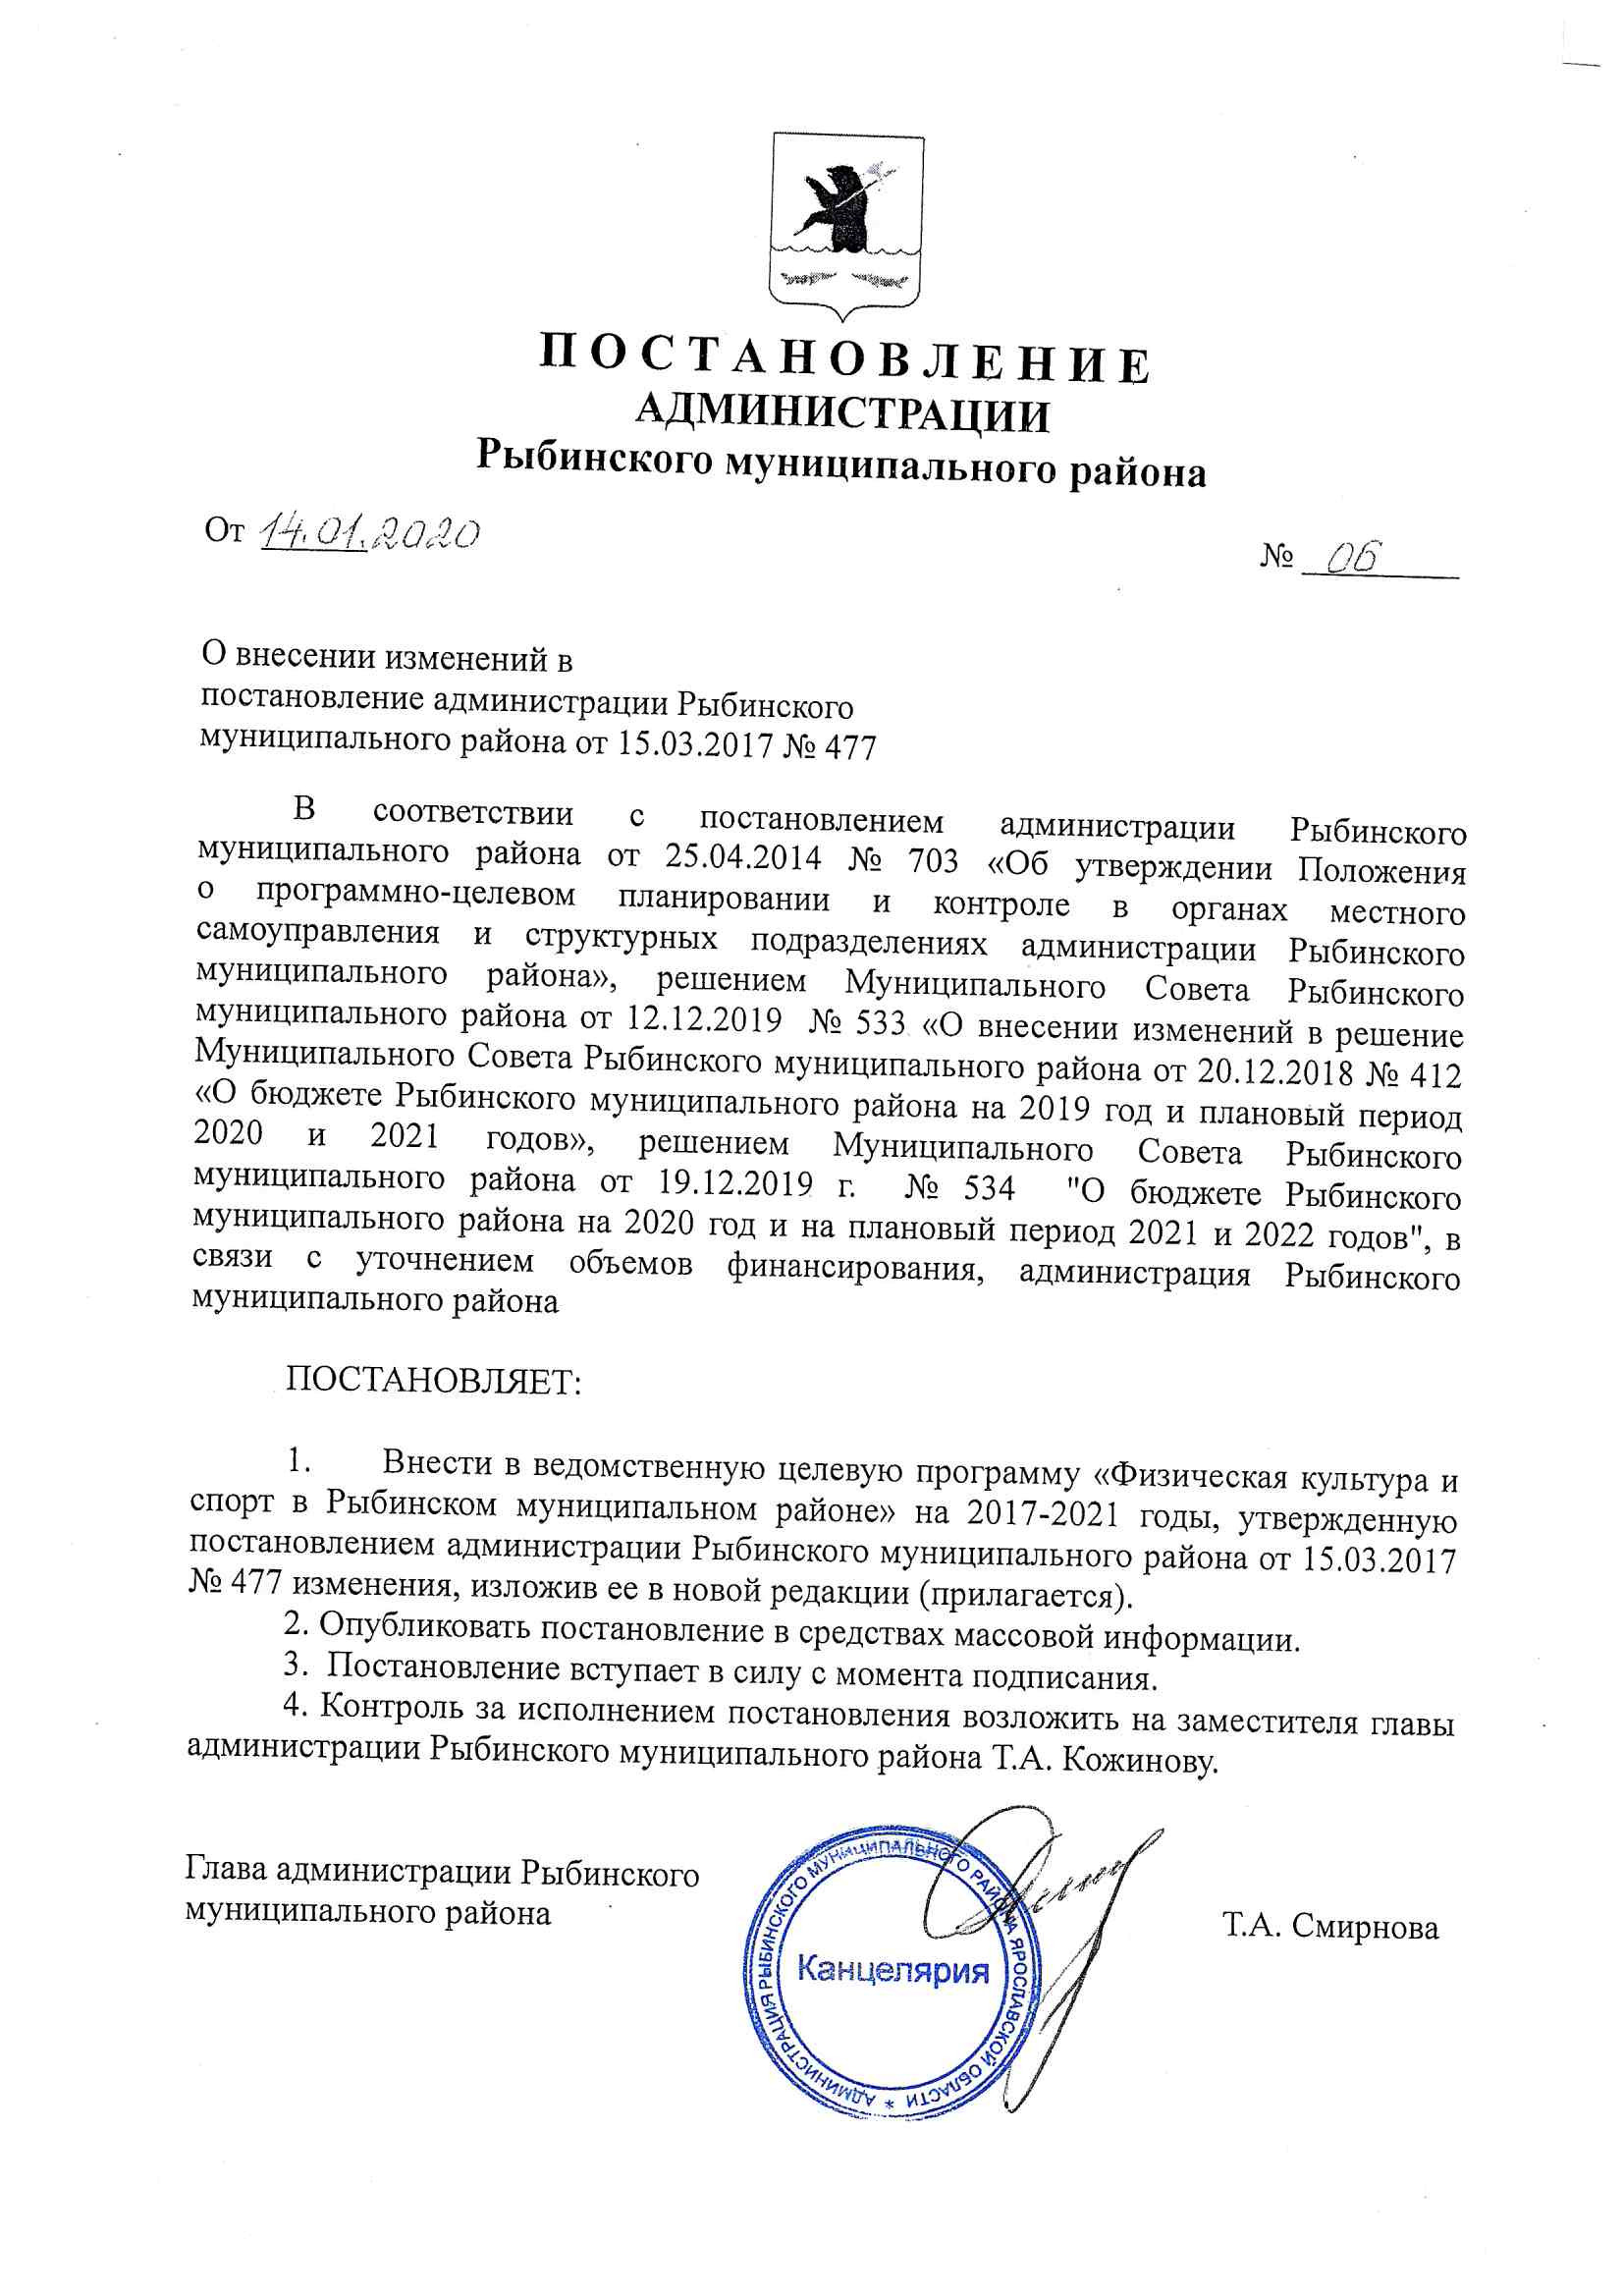 П О С Т А Н О В Л Е Н И Е
АДМИНИСТРАЦИИ
Рыбинского муниципального района
От 14.01.2020
№ 06
О внесении изменений в
постановление администрации Рыбинского
муниципального района от 15.03.2017 № 477
В соответствии с постановлением администрации Рыбинского
муниципального района от 25.04.2014 № 703 «Об утверждении Положения
о программно-целевом планировании и контроле в органах местного
самоуправления и структурных подразделениях администрации Рыбинского
муниципального района», решением Муниципального Совета Рыбинского
муниципального района от 12.12.2019 № 533 «О внесении изменений в решение
Муниципального Совета Рыбинского муниципального района от 20.12.2018 № 412
«О бюджете Рыбинского муниципального района на 2019 год и плановый период
2020 и 2021 годов», решением Муниципального Совета Рыбинского
муниципального района от 19.12.2019 г. № 534 "О бюджете Рыбинского
муниципального района на 2020 год и на плановый период 2021 и 2022 годов", в
связи с уточнением объемов финансирования, администрация Рыбинского
муниципального района
ПОСТАНОВЛЯЕТ:
1. Внести в ведомственную целевую программу «Физическая культура и
спорт в Рыбинском муниципальном районе» на 2017-2021 годы, утвержденную
постановлением администрации Рыбинского муниципального района от 15.03.2017
№ 477 изменения, изложив ее в новой редакции (прилагается).
2. Опубликовать постановление в средствах массовой информации.
3. Постановление вступает в силу с момента подписания.
4. Контроль за исполнением постановления возложить на заместителя главы
администрации Рыбинского муниципального района Т.А. Кожинову.
Глава администрации Рыбинского
муниципального района
Т.А. Смирнова
АДМИНИСТРАЦИЯ РЫБИНСКОГО МУНИЦИПАЛЬНОГО РАЙОНА ЯРОСЛАВСКОЙ ОБЛАСТИ *
Канцелярия